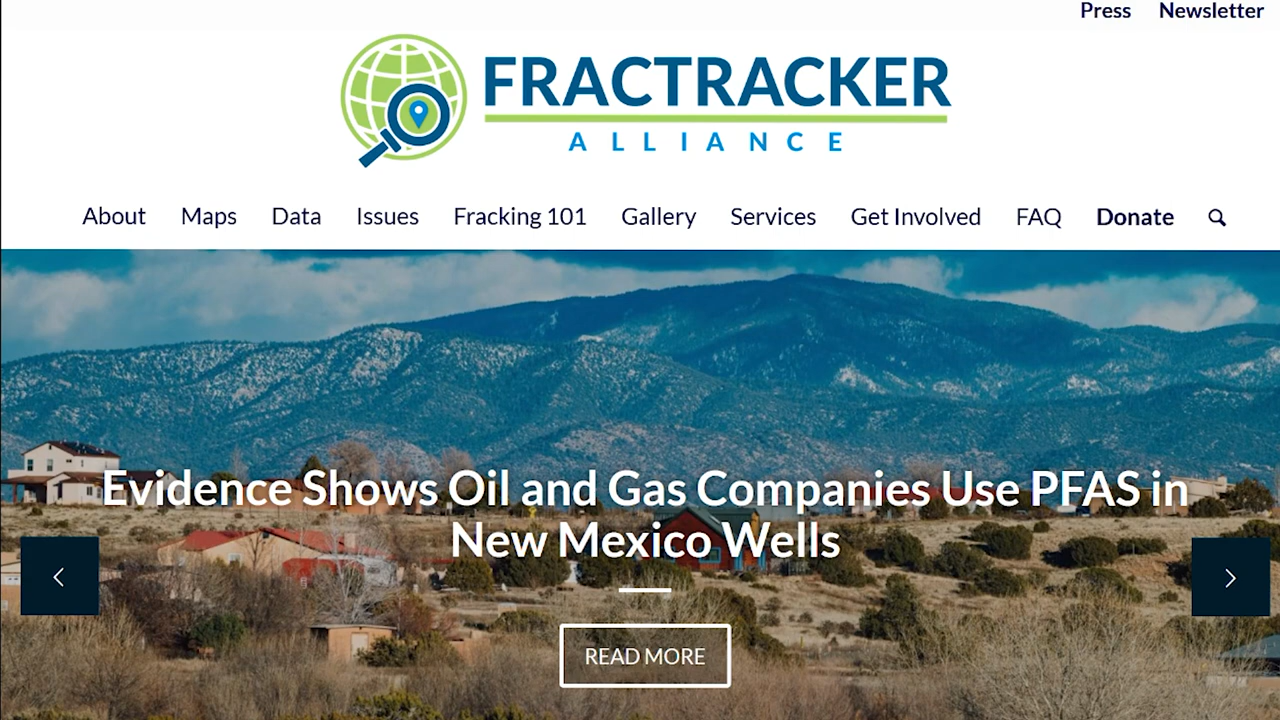 Press Newsletter
FRACTRACKER
ALLIANCE
About Maps Data Issues Fracking 101 Gallery Services Get Involved FAQ Donate
Evidence Shows Oil and Gas Companies Use PFAS in
New Mexico Wells
READ MORE